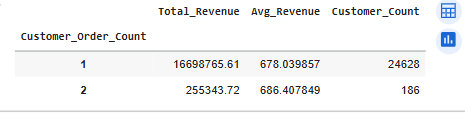 Total_Revenue Avg_Revenue Customer_Count
Customer_Order_Count
1 16698765.61 678.039857 24628
2 255343.72 686.407849 186